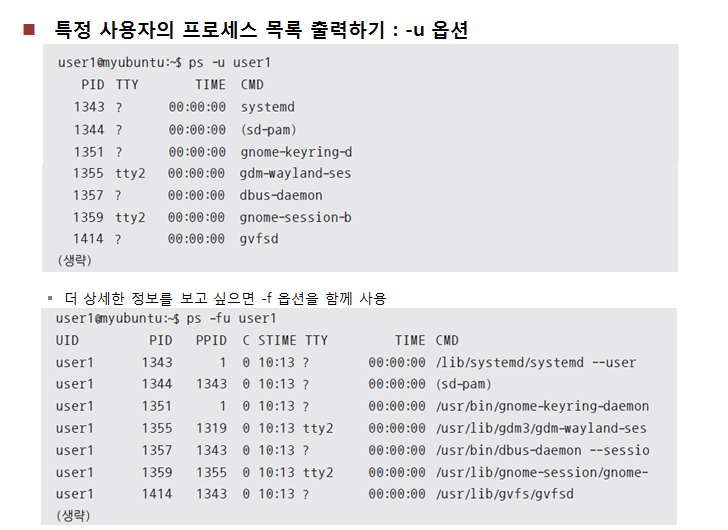 특정 사용자의 프로세스 목록 출력하기 : -u 옵션
user1@myubuntu:~$ ps -u user1
PID TTY TIME CMD
1343 ? 00:00:00 systemd
1344 ? 00:00:00 (sd-pam)
1351 ? 00:00:00 gnome-keyring-d
1355 tty2 00:00:00 gdm-wayland-ses
1357 ? 00:00:00 dbus-daemon
1359 tty2 00:00:00 gnome-session-b
1414 ? 00:00:00 gvfsd
(생략)
더 상세한 정보를 보고 싶으면 -f 옵션을 함께 사용
user1@myubuntu:~$ ps -fu user1
UID PID PPID C STIME TTY TIME CMD
user1 1343 1 0 10:13 ? 00:00:00 /lib/systemd/systemd --user
user1 1344 1343 0 10:13 ? 00:00:00 (sd-pam)
user1 1351 1 0 10:13 ? 00:00:00 /usr/bin/gnome-keyring-daemon
user1 1355 1319 0 10:13 tty2 00:00:00 /usr/lib/gdm3/gdm-wayland-ses
user1 1357 1343 0 10:13 ? 00:00:00 /usr/bin/dbus-daemon --sessio
user1 1359 1355 0 10:13 tty2 00:00:00 /usr/lib/gnome-session/gnome-
user1 1414 1343 0 10:13 ? 00:00:00 /usr/lib/gvfs/gvfsd
(생략)